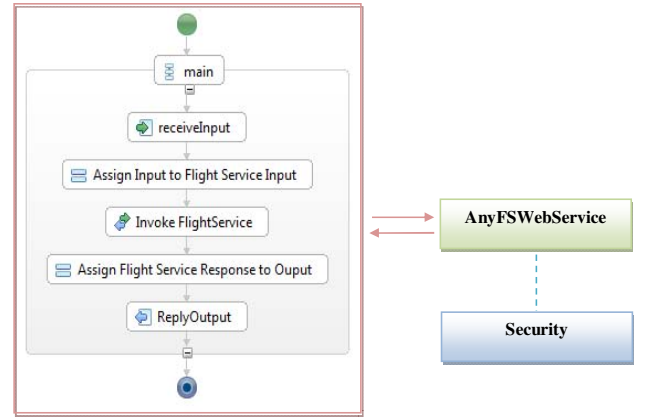 main
receiveInput
Assign Input to Flight Service Input
Invoke FlightService
Assign Flight Service Response to Ouput
ReplyOutput
AnyFSWebService
Security